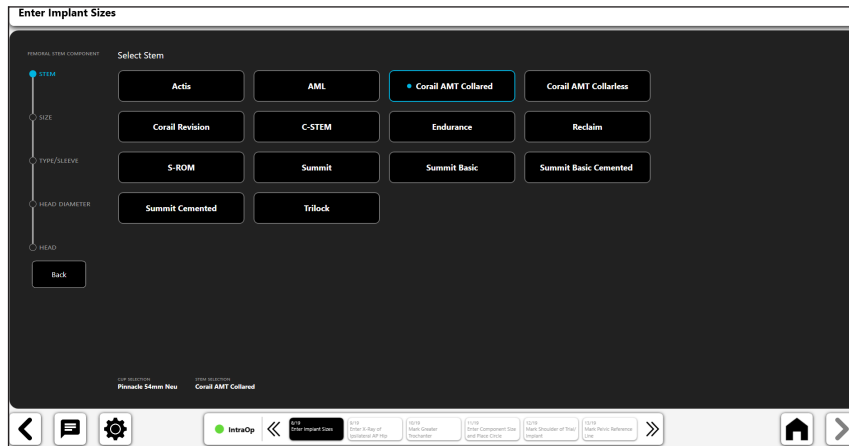 Enter Implant Sizes
FEMORAL STEM COMPONENT
Select Stem
STEM
SIZE
TYPE/SLEEVE
HEAD DIAMETER
HEAD
Back
Actis
AML
Corail AMT Collared
Corail AMT Collarless
Corail Revision
C-STEM
Endurance
Reclaim
S-ROM
Summit
Summit Basic
Summit Basic Cemented
Summit Cemented
Trilock
CUP SELECTION
Pinnacle 54mm Neu
STEM SELECTION
Corail AMT Collared
IntraOp
8/19
Enter Implant Sizes
9/19
Enter X-Ray of
Ipsilateral AP Hip
10/19
Mark Greater
Trochanter
11/19
Enter Component Size
and Place Circle
12/19
Mark Shoulder of Trial/
Implant
13/19
Mark Pelvic Reference
Line